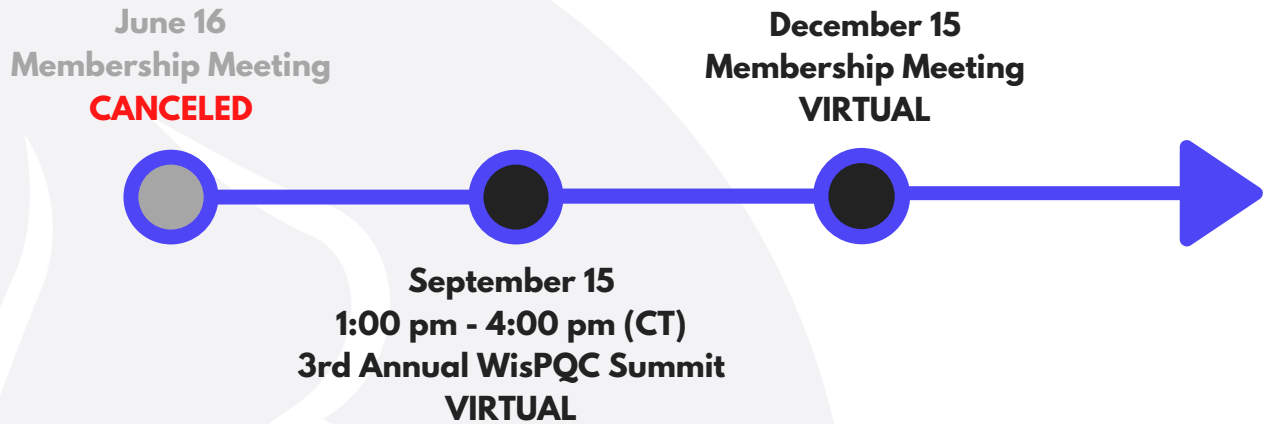 June 16
Membership Meeting
CANCELED
September 15
1:00 pm - 4:00 pm (CT)
3rd Annual WisPQC Summit
VIRTUAL
December 15
Membership Meeting
VIRTUAL